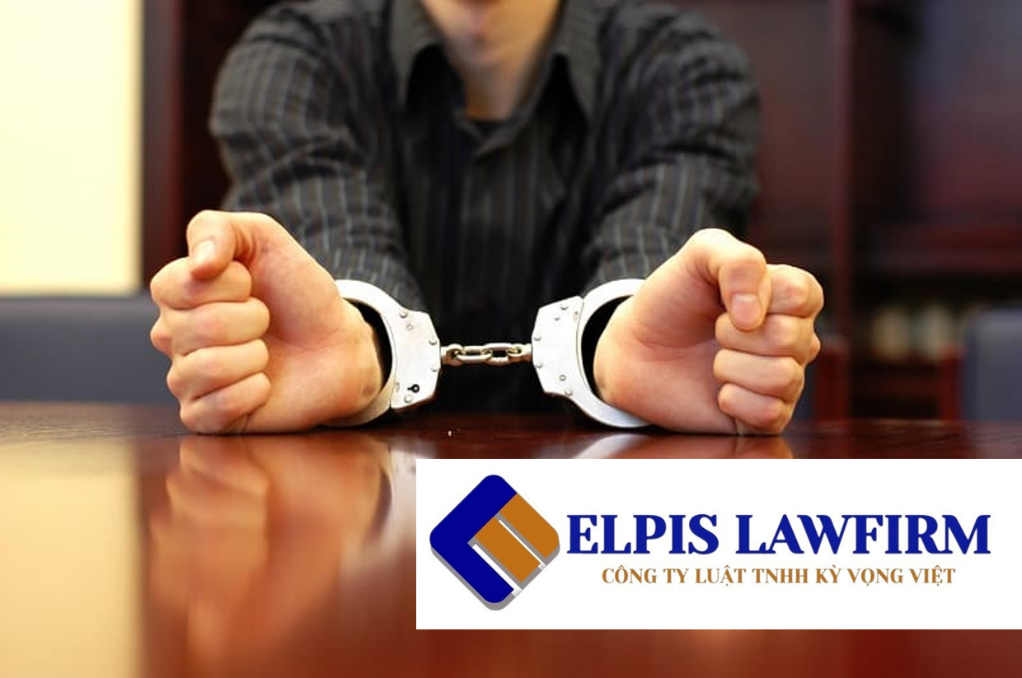 ELPIS LAWFIRM
CÔNG TY LUẬT TNHH KỲ VỌNG VIỆT